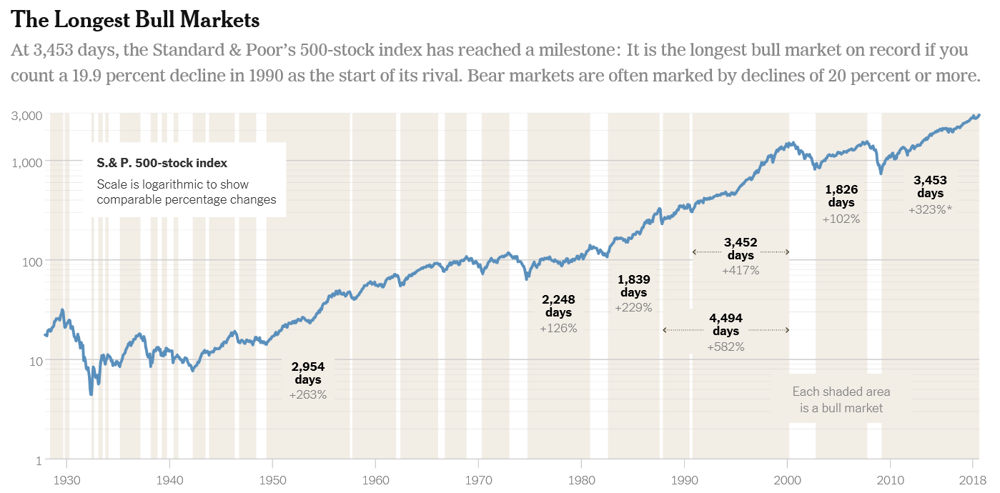 The Longest Bull Markets
At 3,453 days, the Standard & Poor’s 500-stock index has reached a milestone: It is the longest bull market on record if you
count a 19.9 percent decline in 1990 as the start of its rival. Bear markets are often marked by declines of 20 percent or more.
3,000
1,000
100
10
1
S.& P. 500-stock index
Scale is logarithmic to show
comparable percentage changes
2,954
days
+263%
2,248
days
+126%
1,839
days
+229%
3,452
days
+417%
4,494
days
+582%
1,826
days
+102%
3,453
days
+323%*
Each shaded area
is a bull market
1930
1940
1950
1960
1970
1980
1990
2000
2010
2018